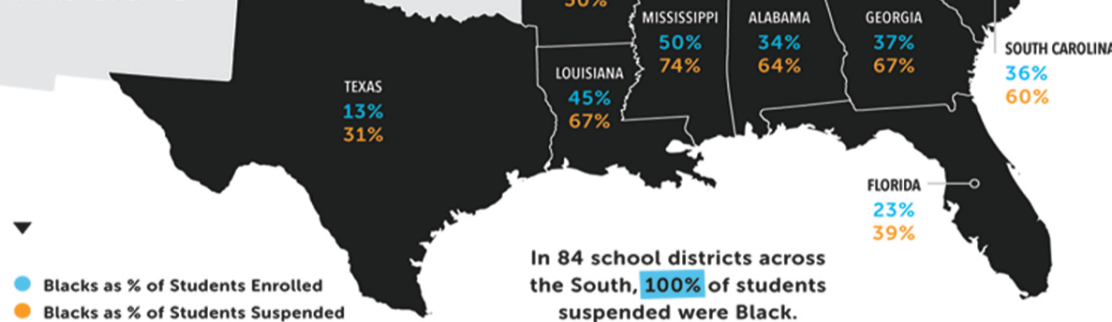 MISSISSIPPI
50%
74%
ALABAMA
34%
64%
GEORGIA
37%
67%
SOUTH CAROLINA
36%
60%
TEXAS
13%
31%
LOUISIANA
45%
67%
FLORIDA
23%
39%
In 84 school districts across
the South, 100% of students
suspended were Black.
Blacks as % of Students Enrolled
Blacks as % of Students Suspended